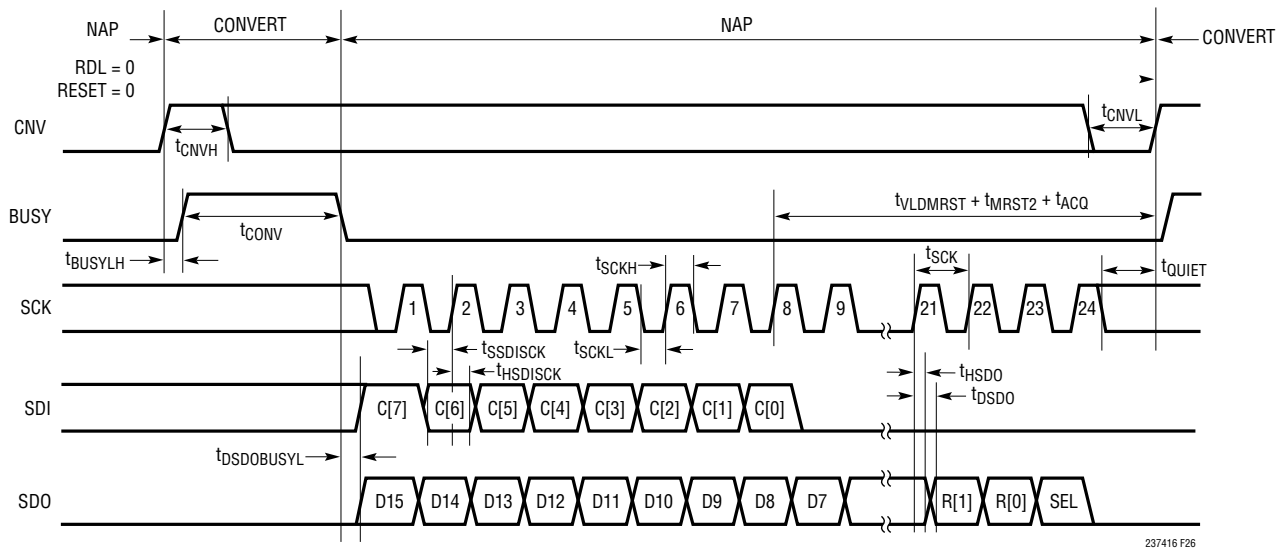 NAP CONVERT NAP CONVERT
RDL = 0
RESET = 0
CNV tCNVH tCNVL
BUSY tCONV tVLDMRST + tMRST2 + tACQ
tBUSYLH tSCKH tSCK tQUIET
SCK 1 2 3 4 5 6 7 8 9 21 22 23 24
tSSDISCK tSCKL tHSDO
tHSDISCK tDSDO
SDI C[7] C[6] C[5] C[4] C[3] C[2] C[1] C[0]
tDSDOBUSYL
SDO D15 D14 D13 D12 D11 D10 D9 D8 D7 R[1] R[0] SEL
237416 F26